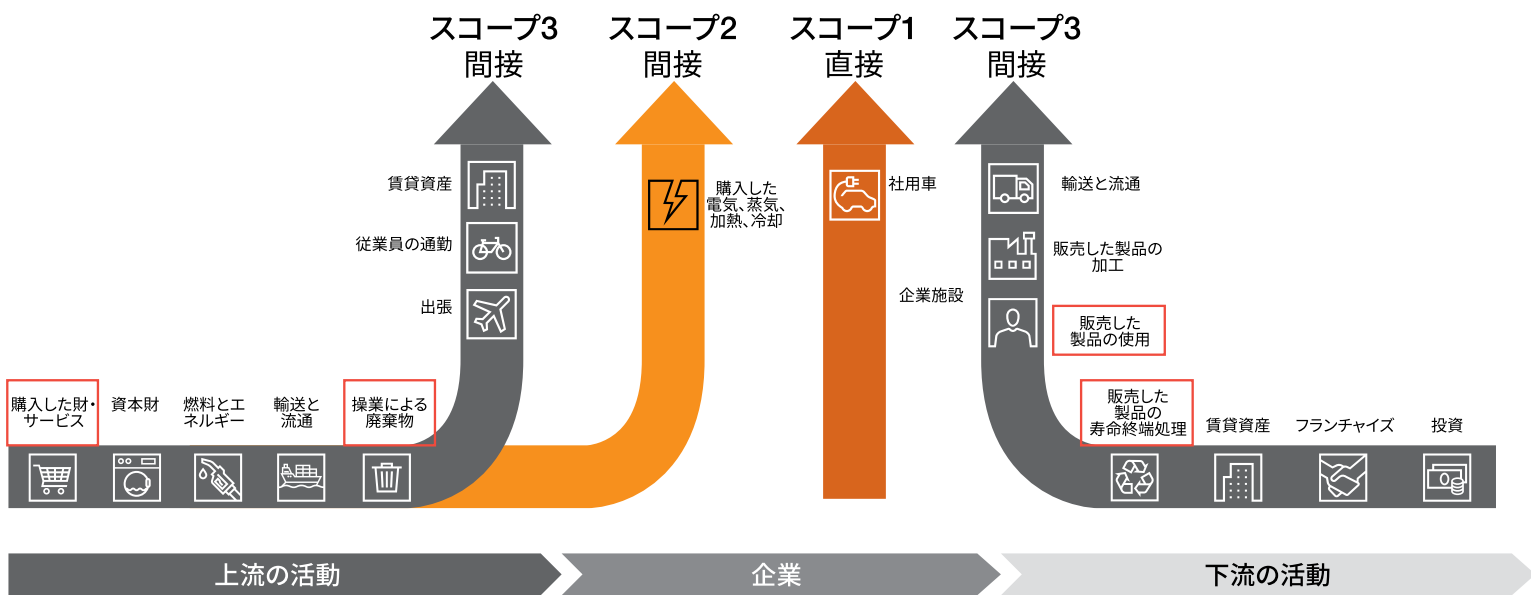 スコープ3
間接
スコープ2
間接
スコープ1
直接
スコープ3
間接
賃貸資産
従業員の通勤
出張
購入した
電気、蒸気、
加熱、冷却
社用車
企業施設
輸送と流通
販売した製品の
加工
販売した
製品の使用
購入した財・
サービス
資本財
燃料とエ
ネルギー
輸送と
流通
操業による
廃棄物
販売した
製品の
寿命終端処理
賃貸資産
フランチャイズ
投資
上流の活動
企業
下流の活動